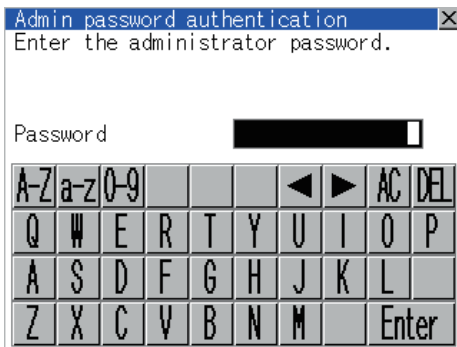 Admin password authentication ×
Enter the administrator password.
Password
A-Z a-z 0-9 ◀ ▶ AC DEL
Q W E R T Y U I O P
A S D F G H J K L
Z X C V B N M Enter